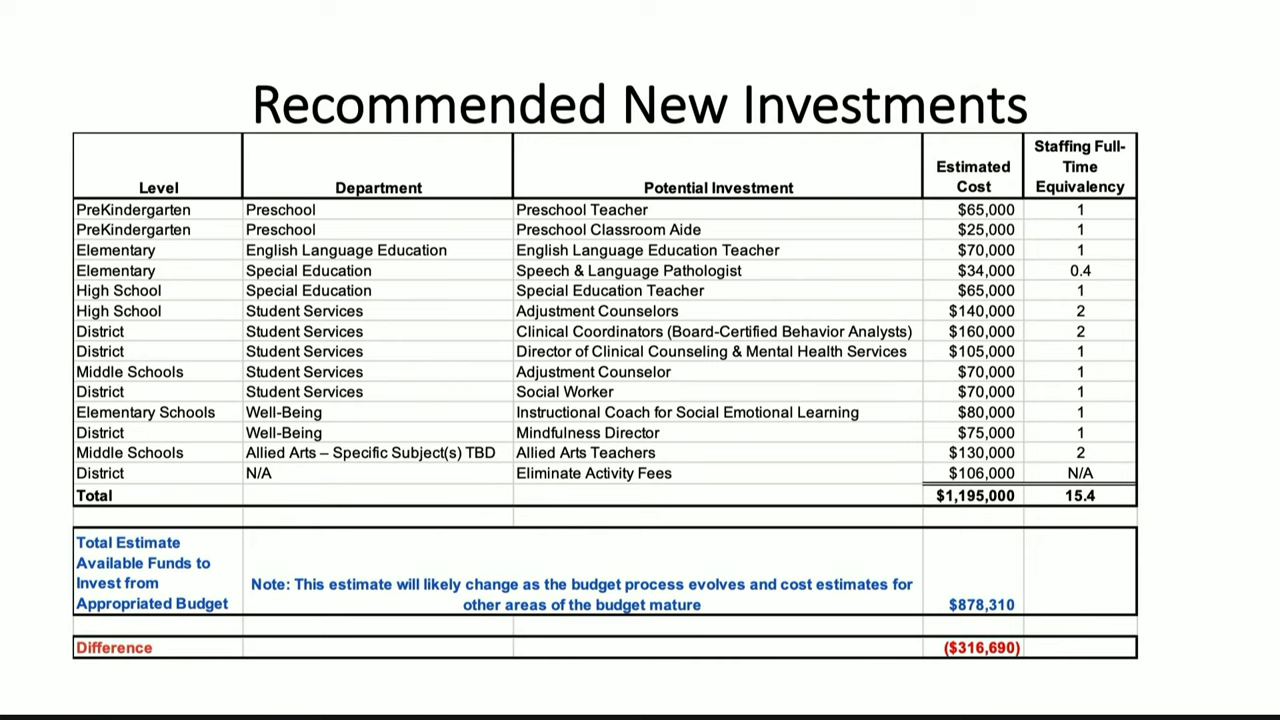 Recommended New Investments
Level Department Potential Investment Estimated Cost Staffing Full-Time Equivalency
PreKindergarten Preschool Preschool Teacher $65,000 1
PreKindergarten Preschool Preschool Classroom Aide $25,000 1
Elementary English Language Education English Language Education Teacher $70,000 1
Elementary Special Education Speech & Language Pathologist $34,000 0.4
High School Special Education Special Education Teacher $65,000 1
High School Student Services Adjustment Counselors $140,000 2
District Student Services Clinical Coordinators (Board-Certified Behavior Analysts) $160,000 2
District Student Services Director of Clinical Counseling & Mental Health Services $105,000 1
Middle Schools Student Services Adjustment Counselor $70,000 1
District Student Services Social Worker $70,000 1
Elementary Schools Well-Being Instructional Coach for Social Emotional Learning $80,000 1
District Well-Being Mindfulness Director $75,000 1
Middle Schools Allied Arts – Specific Subject(s) TBD Allied Arts Teachers $130,000 2
District N/A Eliminate Activity Fees $106,000 N/A
Total $1,195,000 15.4
Total Estimate
Available Funds to
Invest from
Appropriated Budget
Note: This estimate will likely change as the budget process evolves and cost estimates for
other areas of the budget mature
$878,310
Difference ($316,690)